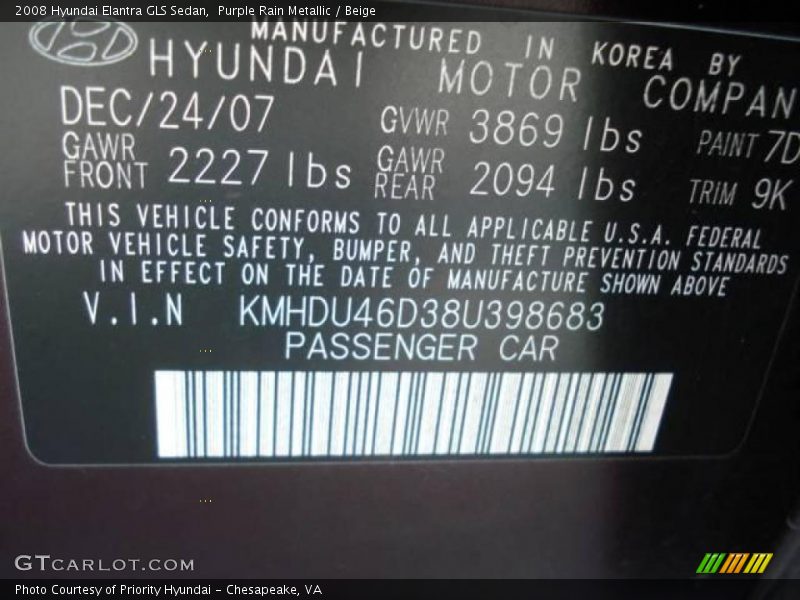 2008 Hyundai Elantra GLS Sedan,  Purple Rain Metallic / Beige
MANUFACTURED IN KOREA BY
HYUNDAI MOTOR COMPAN
DEC/24/07 GVWR 3869 lbs PAINT 7D
GAWR FRONT 2227 lbs GAWR REAR 2094 lbs TRIM 9K
THIS VEHICLE CONFORMS TO ALL APPLICABLE U.S.A. FEDERAL
MOTOR VEHICLE SAFETY, BUMPER, AND THEFT PREVENTION STANDARDS
IN EFFECT ON THE DATE OF MANUFACTURE SHOWN ABOVE
V.I.N KMHDU46D38U398683
PASSENGER CAR
GTCARLOT.COM
Photo Courtesy of Priority Hyundai - Chesapeake, VA